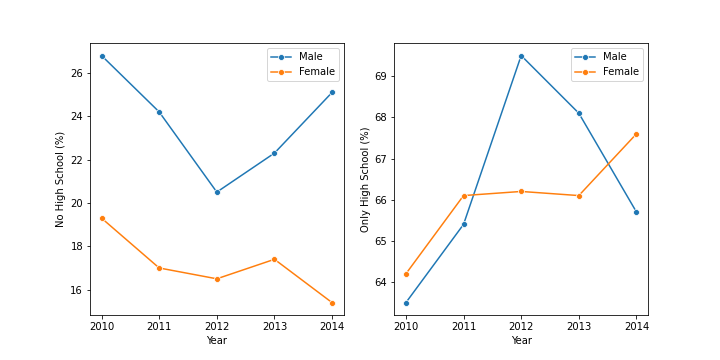 No High School (%)
26
24
22
20
18
16
Male
Female
2010 2011 2012 2013 2014
Year
Only High School (%)
69
68
67
66
65
64
Male
Female
2010 2011 2012 2013 2014
Year